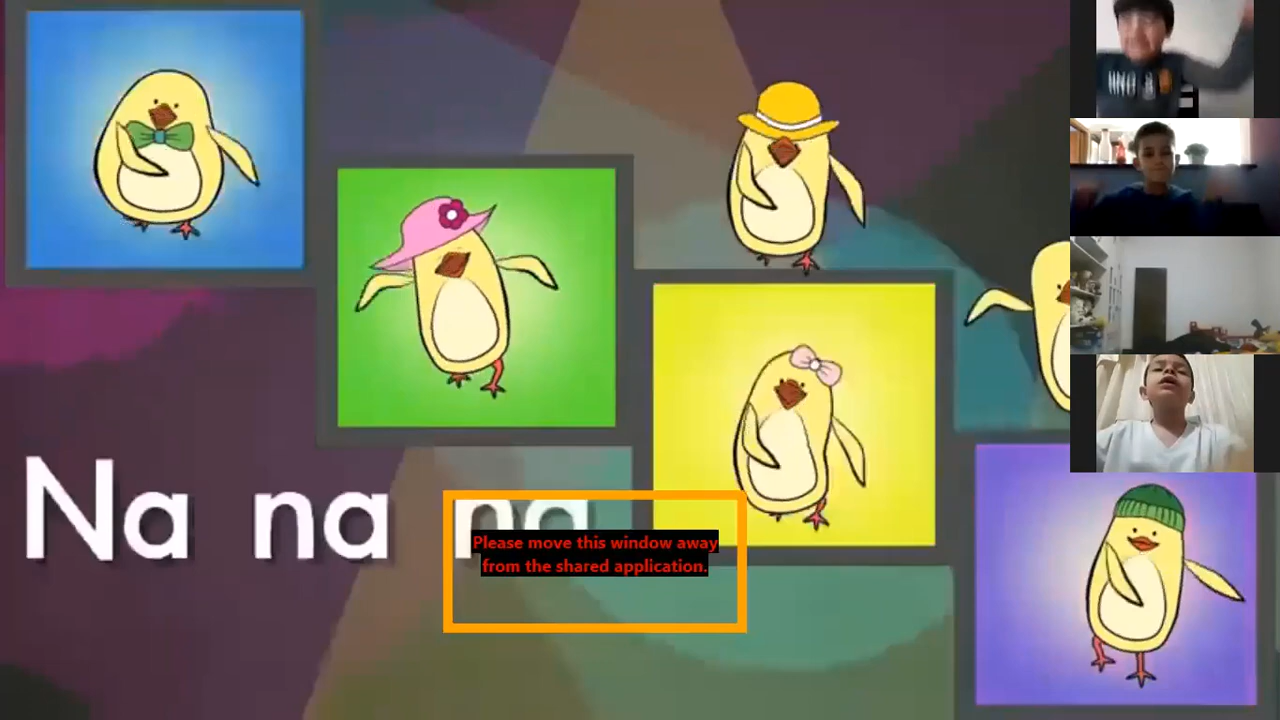 Na na na
Please move this window away
from the shared application.